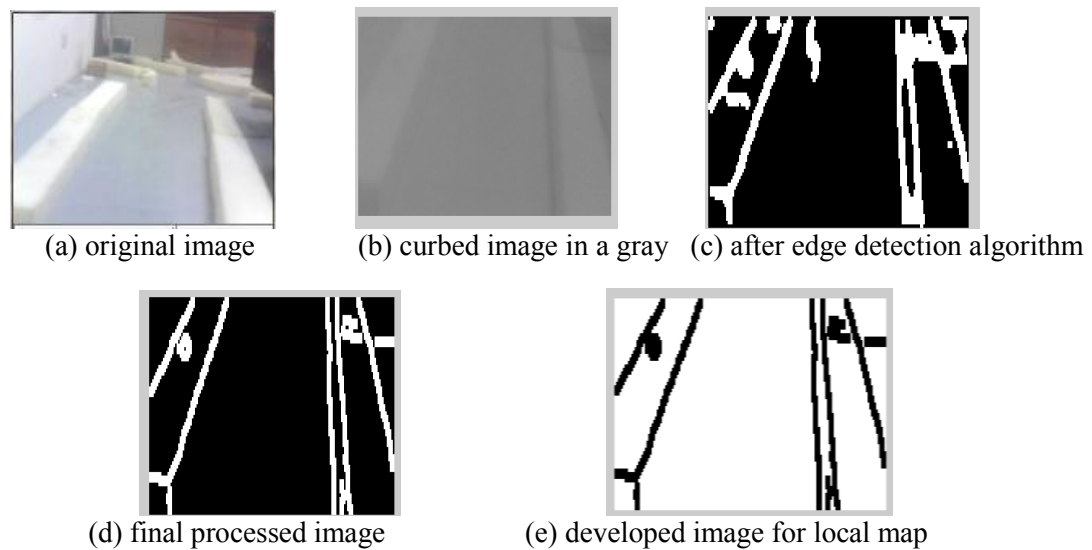 (a) original image
(b) curbed image in a gray
(c) after edge detection algorithm
(d) final processed image
(e) developed image for local map